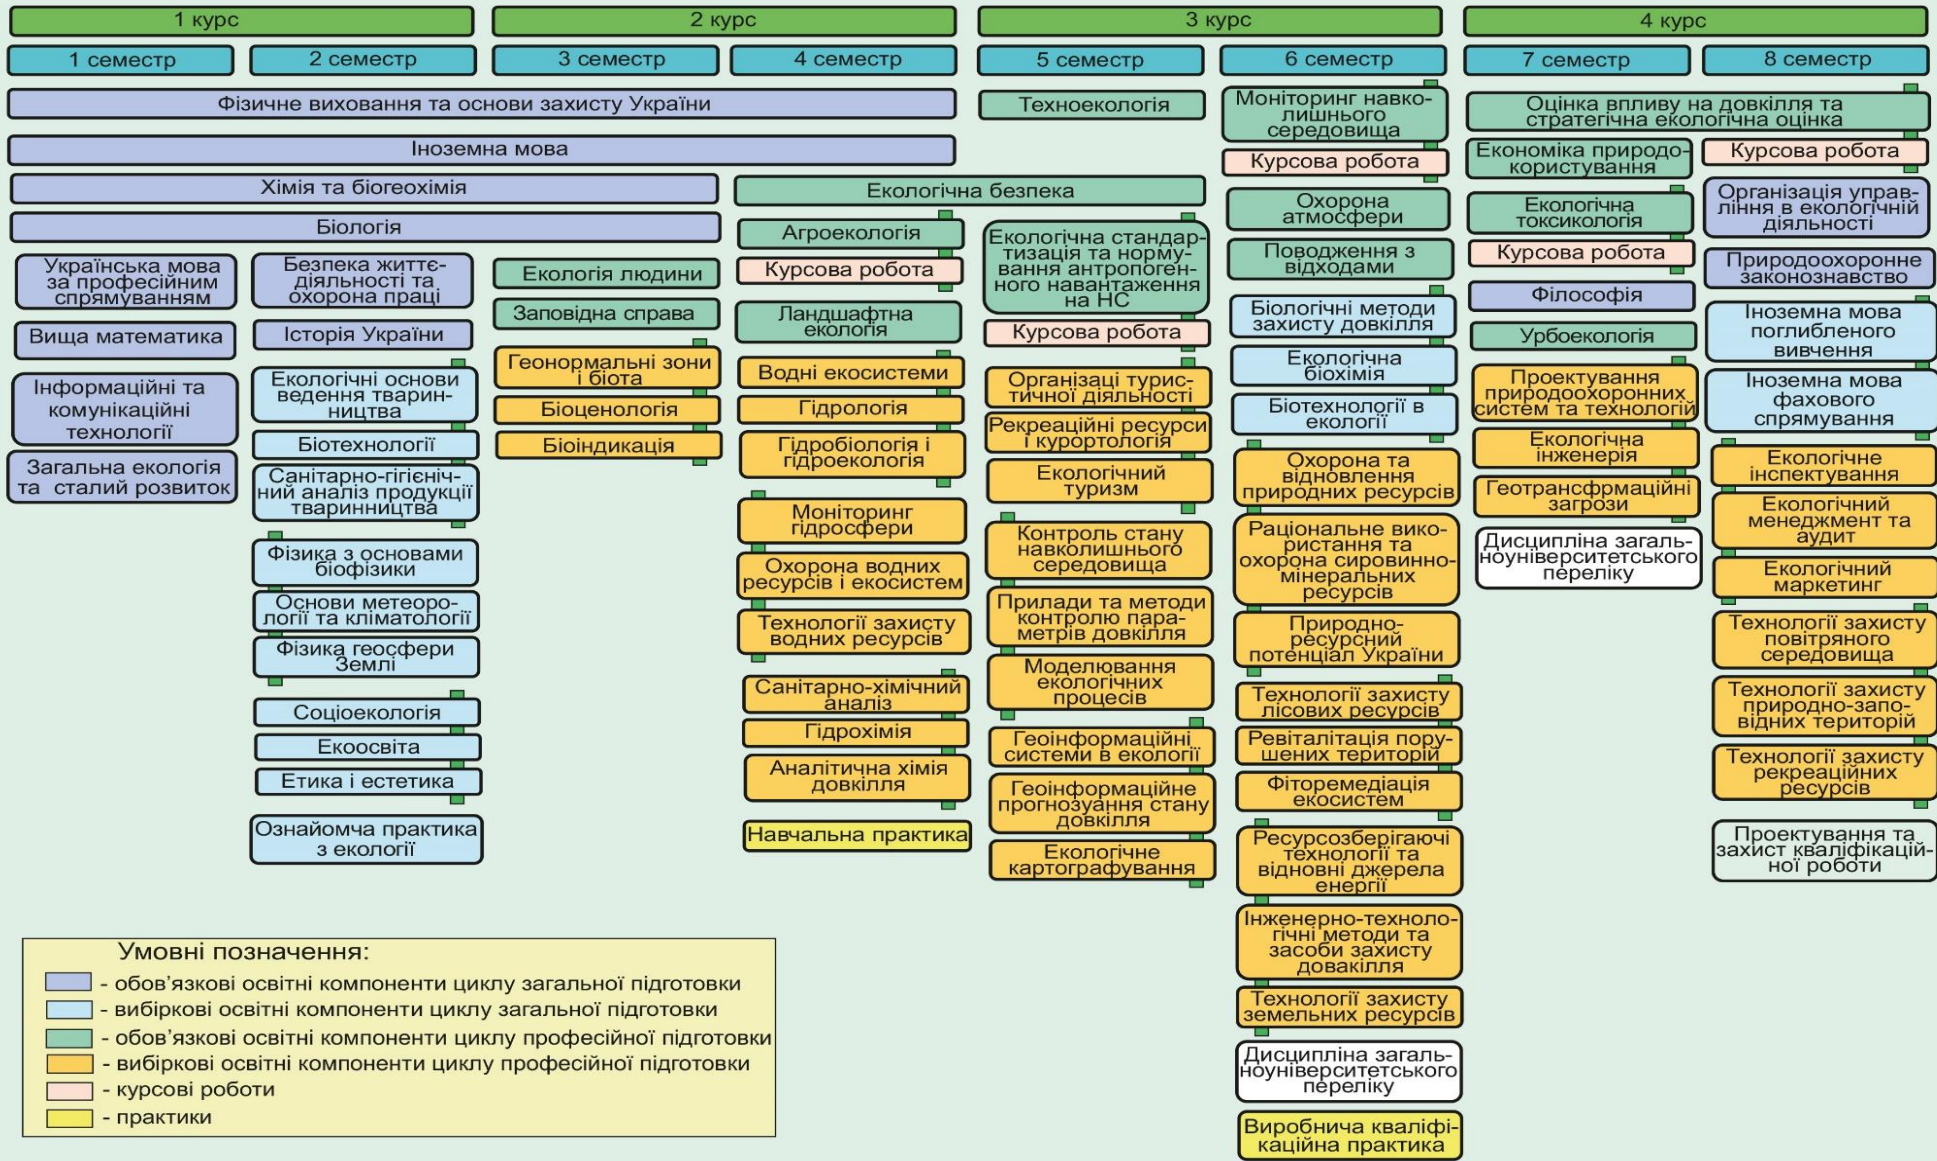 1 курс
2 курс
3 курс
4 курс
1 семестр
2 семестр
3 семестр
4 семестр
5 семестр
6 семестр
7 семестр
8 семестр
Фізичне виховання та основи захисту України
Іноземна мова
Хімія та біогеохімія
Біологія
Українська мова
за професійним
спрямуванням
Вища математика
Інформаційні та
комунікаційні
технології
Загальна екологія
та сталий розвиток
Безпека життє-
діяльності та
охорона праці
Історія України
Екологічні основи
ведення тварин-
ництва
Біотехнології
Санітарно-гігієніч-
ний аналіз продукції
тваринництва
Фізика з основами
біофізики
Основи метеоро-
логії та кліматології
Фізика геосфери
Землі
Соціоекологія
Екоосвіта
Етика і естетика
Ознайомча практика
з екології
Екологія людини
Заповідна справа
Геонормальні зони
і біота
Біоценологія
Біоіндикація
Екологічна безпека
Агроекологія
Курсова робота
Ландшафтна
екологія
Водні екосистеми
Гідрологія
Гідробіологія і
гідроекологія
Моніторинг
гідросфери
Охорона водних
ресурсів і екосистем
Технології захисту
водних ресурсів
Санітарно-хімічний
аналіз
Гідрохімія
Аналітична хімія
довкілля
Навчальна практика
Техноекологія
Екологічна стандар-
тизація та норму-
вання антропоген-
ного навантаження
на НС
Курсова робота
Організаці турис-
тичної діяльності
Рекреаційні ресурси
і курортологія
Екологічний
туризм
Контроль стану
навколишнього
середовища
Прилади та методи
контролю пара-
метрів довкілля
Моделювання
екологічних
процесів
Геоінформаційні
системи в екології
Геоінформаційне
прогнозуання стану
довкілля
Екологічне
картографування
Моніторинг навко-
лишнього
середовища
Курсова робота
Охорона
атмосфери
Поводження з
відходами
Біологічні методи
захисту довкілля
Екологічна
біохімія
Біотехнології в
екології
Охорона та
відновлення
природних ресурсів
Раціональне вико-
ристання та
охорона сировинно-
мінеральних
ресурсів
Природно-
ресурсний
потенціал України
Технології захисту
лісових ресурсів
Ревіталітація пору-
шених територій
Фіторемедіація
екосистем
Ресурсозберігаючі
технології та
відновні джерела
енергії
Інженерно-техноло-
гічні методи та
засоби захисту
довакілля
Технології захисту
земельних ресурсів
Дисципліна загаль-
ноуніверситетського
переліку
Виробнича кваліфі-
каційна практика
Оцінка впливу на довкілля та
стратегічна екологічна оцінка
Економіка природо-
користування
Екологічна
токсикологія
Курсова робота
Філософія
Урбоекологія
Проектування
природоохоронних
систем та технологій
Екологічна
інженерія
Геотрансфрмаційні
загрози
Дисципліна загаль-
ноуніверситетського
переліку
Курсова робота
Організація управ-
ління в екологічній
діяльності
Природоохоронне
законознавство
Іноземна мова
поглибленого
вивчення
Іноземна мова
фахового
спрямування
Екологічне
інспектування
Екологічний
менеджмент та
аудит
Екологічний
маркетинг
Технології захисту
повітряного
середовища
Технології захисту
природно-запо-
відних територій
Технології захисту
рекреаційних
ресурсів
Проектування та
захист кваліфікацій-
ної роботи
Умовні позначення:
- обов’язкові освітні компоненти циклу загальної підготовки
- вибіркові освітні компоненти циклу загальної підготовки
- обов’язкові освітні компоненти циклу професійної підготовки
- вибіркові освітні компоненти циклу професійної підготовки
- курсові роботи
- практики